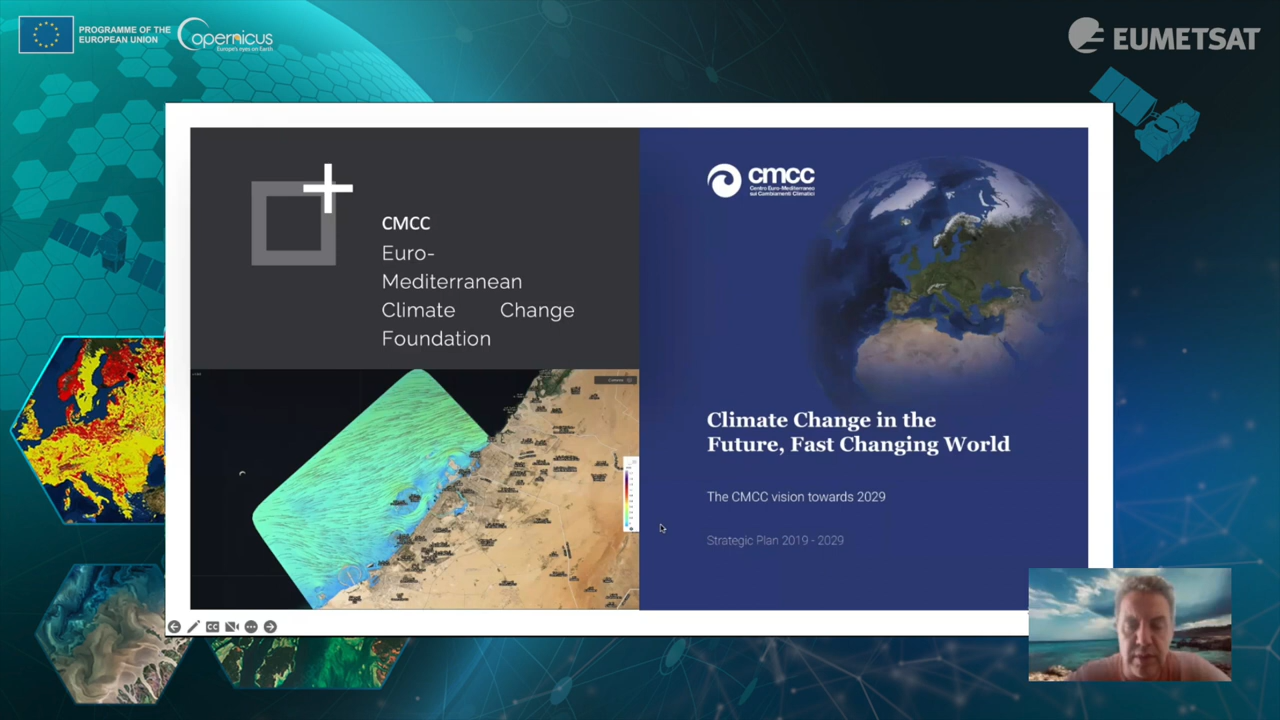 PROGRAMME OF THE
EUROPEAN UNION
Copernicus
Europe's eyes on Earth
EUMETSAT
CMCC
Euro-
Mediterranean
Climate Change
Foundation
cmcc
Centro Euro-Mediterraneo
sui Cambiamenti Climatici
Climate Change in the
Future, Fast Changing World
The CMCC vision towards 2029
Strategic Plan 2019 - 2029
CC